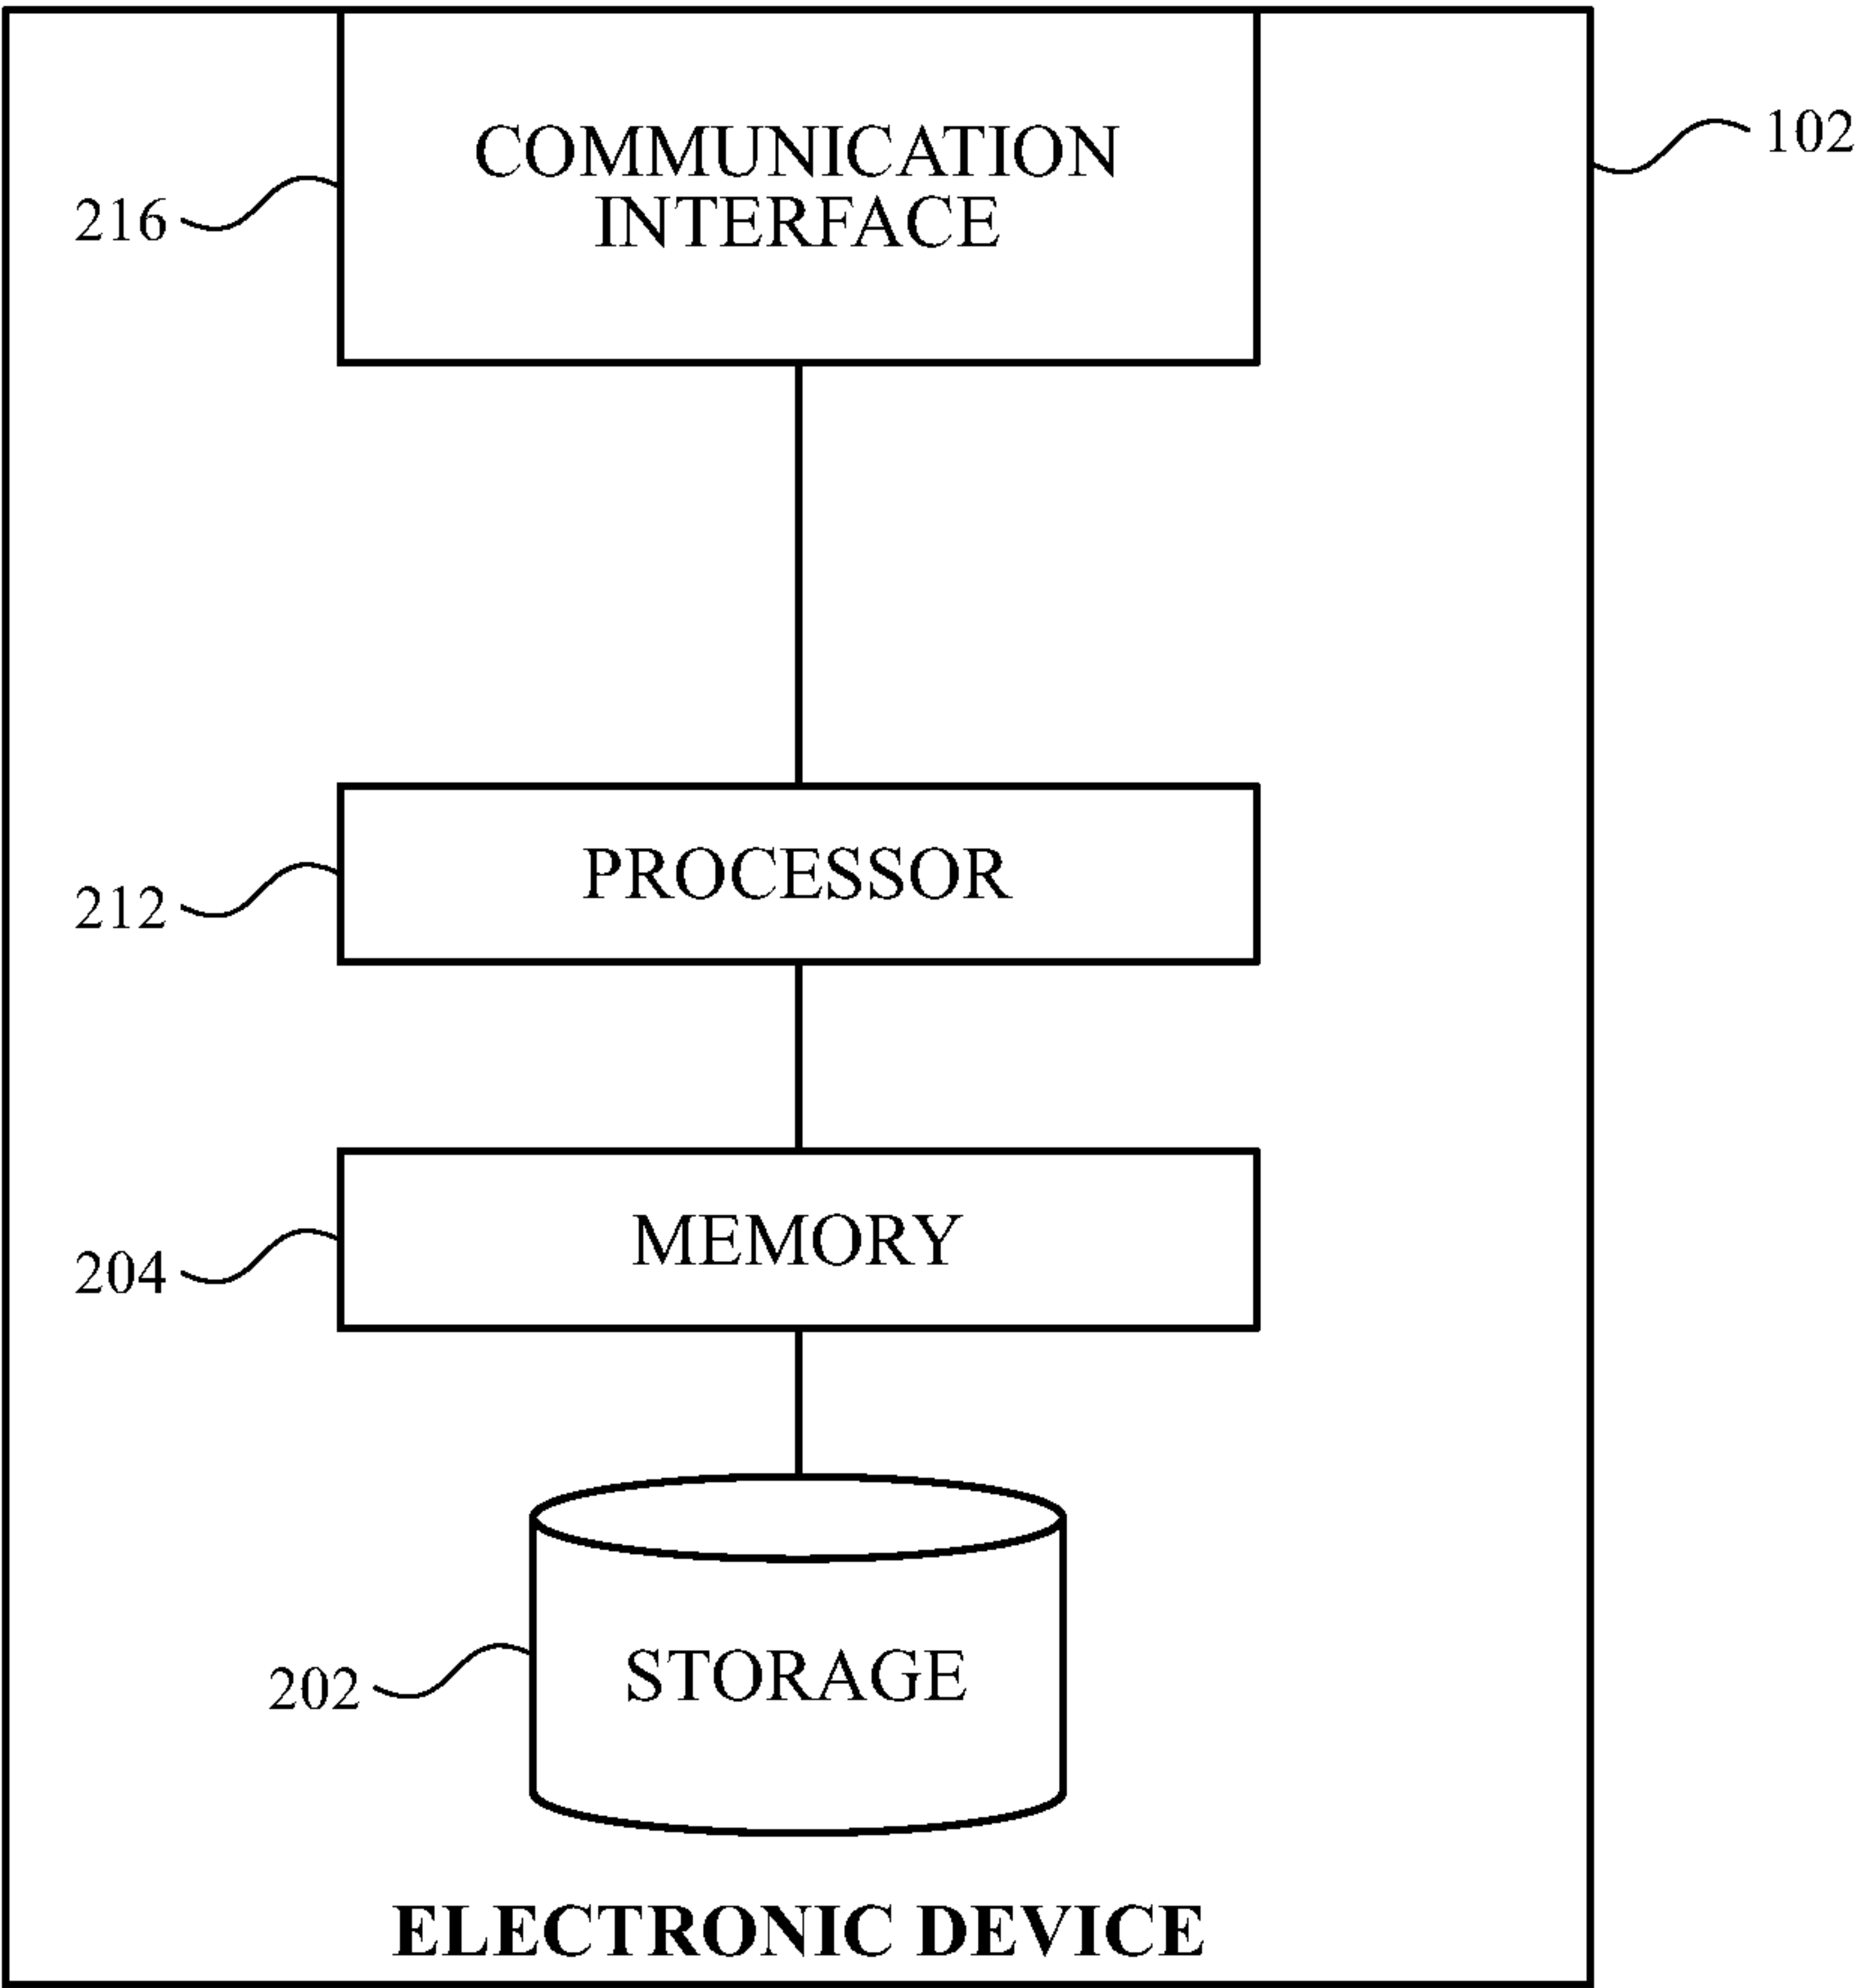 COMMUNICATION
INTERFACE
102
216
PROCESSOR
212
MEMORY
204
STORAGE
202
ELECTRONIC DEVICE